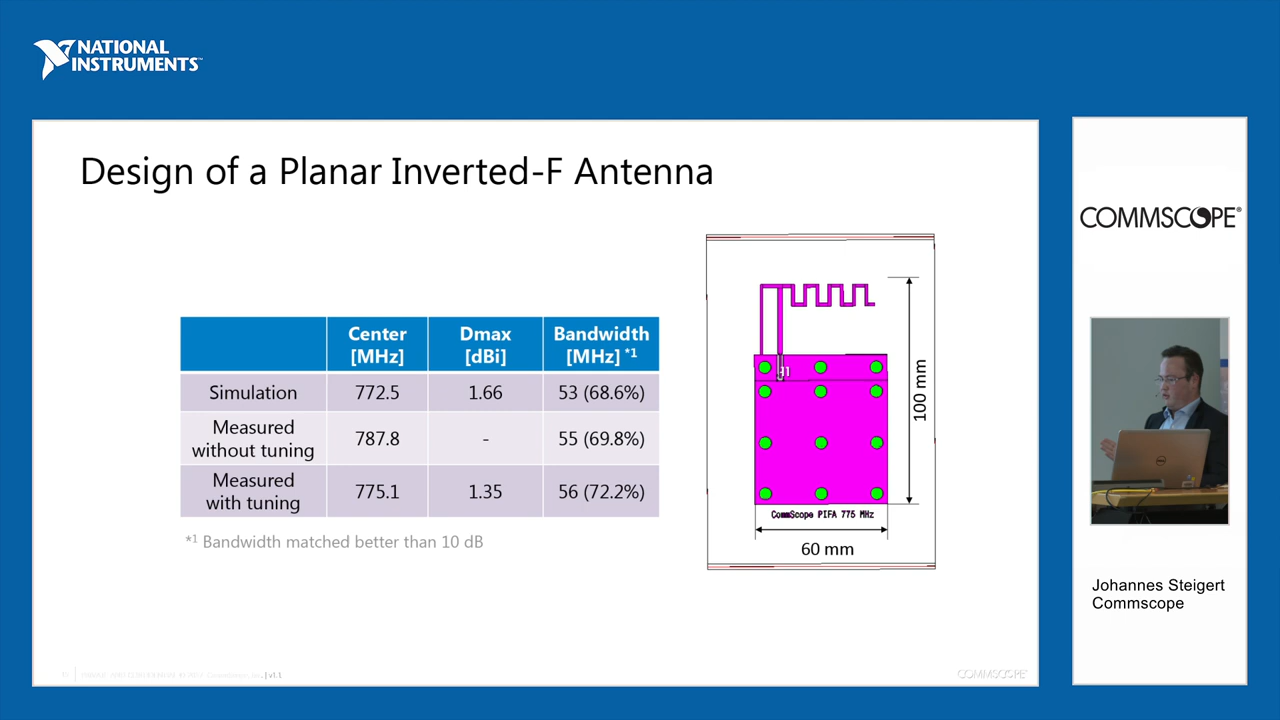 NATIONAL
INSTRUMENTS™
Design of a Planar Inverted-F Antenna
Center [MHz] Dmax [dBi] Bandwidth [MHz] *1
Simulation 772.5 1.66 53 (68.6%)
Measured without tuning 787.8 - 55 (69.8%)
Measured with tuning 775.1 1.35 56 (72.2%)
*1 Bandwidth matched better than 10 dB
100 mm
CommScope PIFA 775 MHz
60 mm
COMMSCOPE
COMMSCOPE®
DELL
Johannes Steigert
Commscope